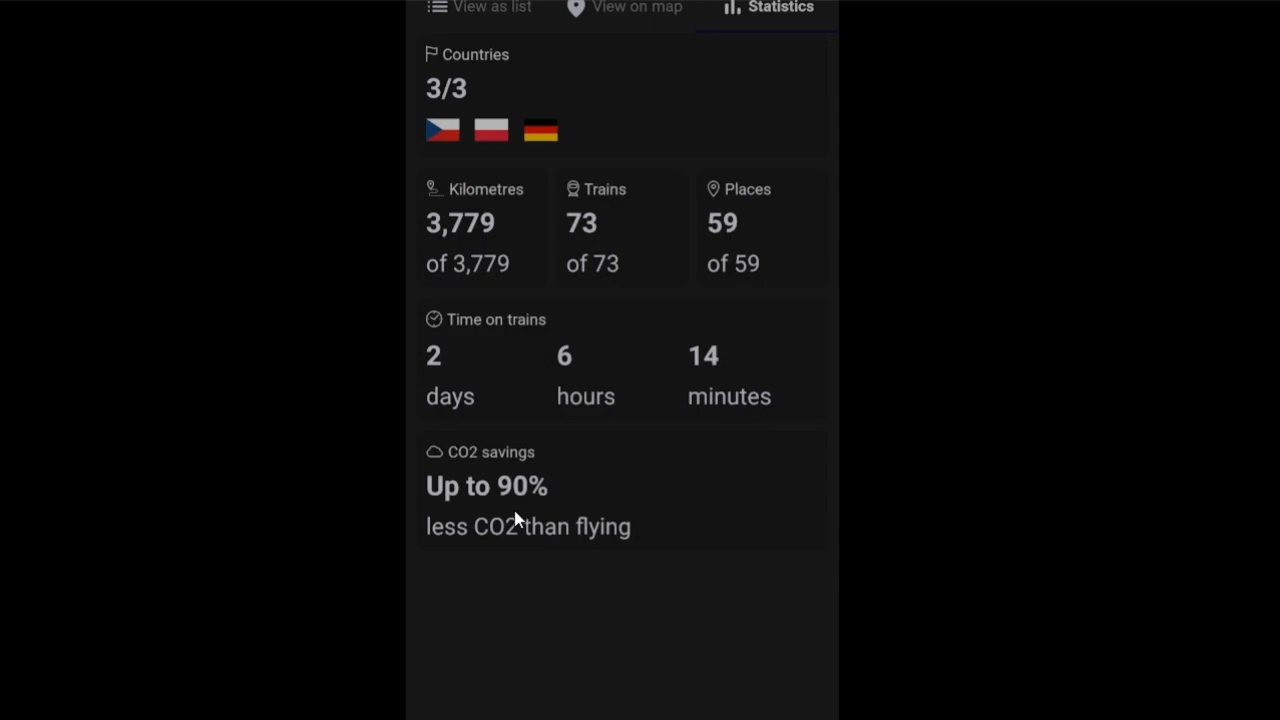 View as list View on map Statistics
Countries
3/3
Kilometres Trains Places
3,779 73 59
of 3,779 of 73 of 59
Time on trains
2 6 14
days hours minutes
CO2 savings
Up to 90%
less CO2 than flying